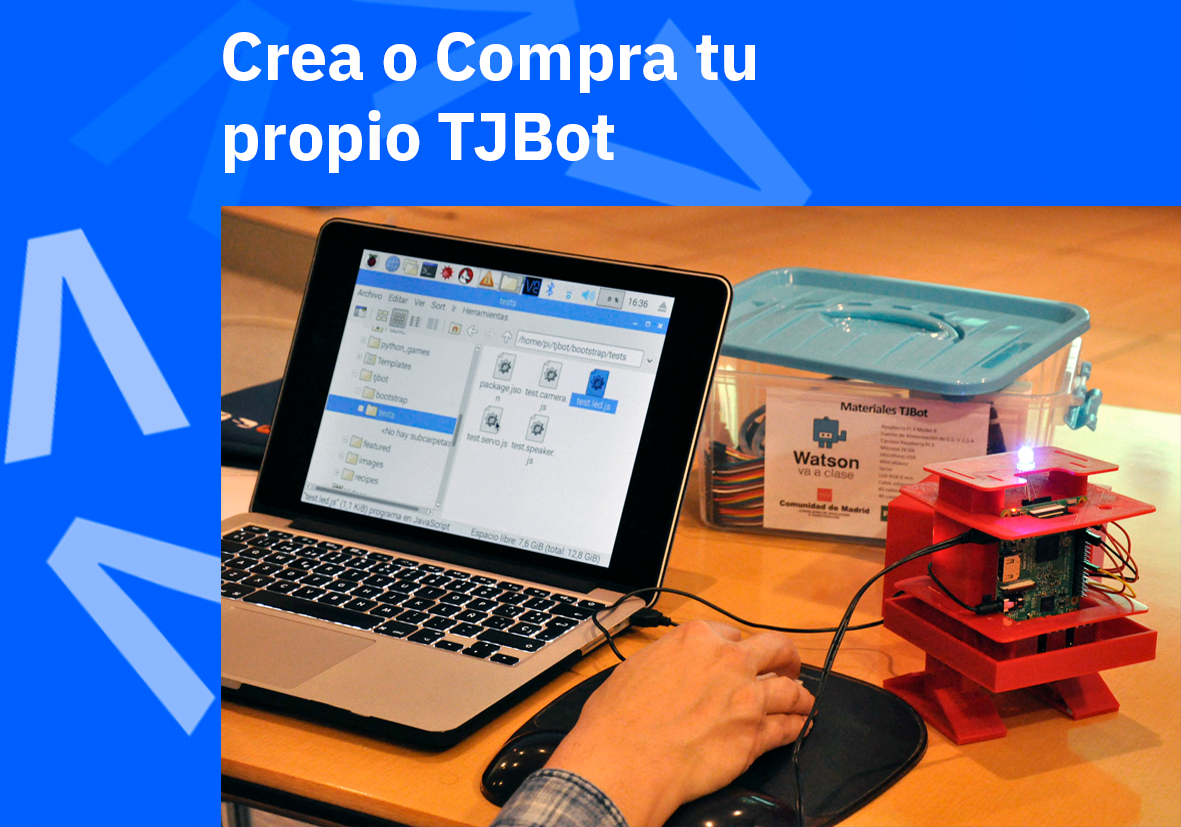 Crea o Compra tu
propio TJBot
16:36
tests
Archivo Editar Ver Sort Ir Herramientas
/home/pi/tjbot/bootstrap/tests
python_games
Templates
tjbot
bootstrap
tests
<No hay subcarpetas
featured
images
recipes
package.jso
n
test.camera.
js
test.led.js
test.servo.js
test.speaker.
js
"test.led.js" (1,1 KiB) programa en JavaScript
Espacio libre: 7,6 GiB (total: 12,8 GiB)
Materiales TJBot
Watson
va a clase
Comunidad de Madrid